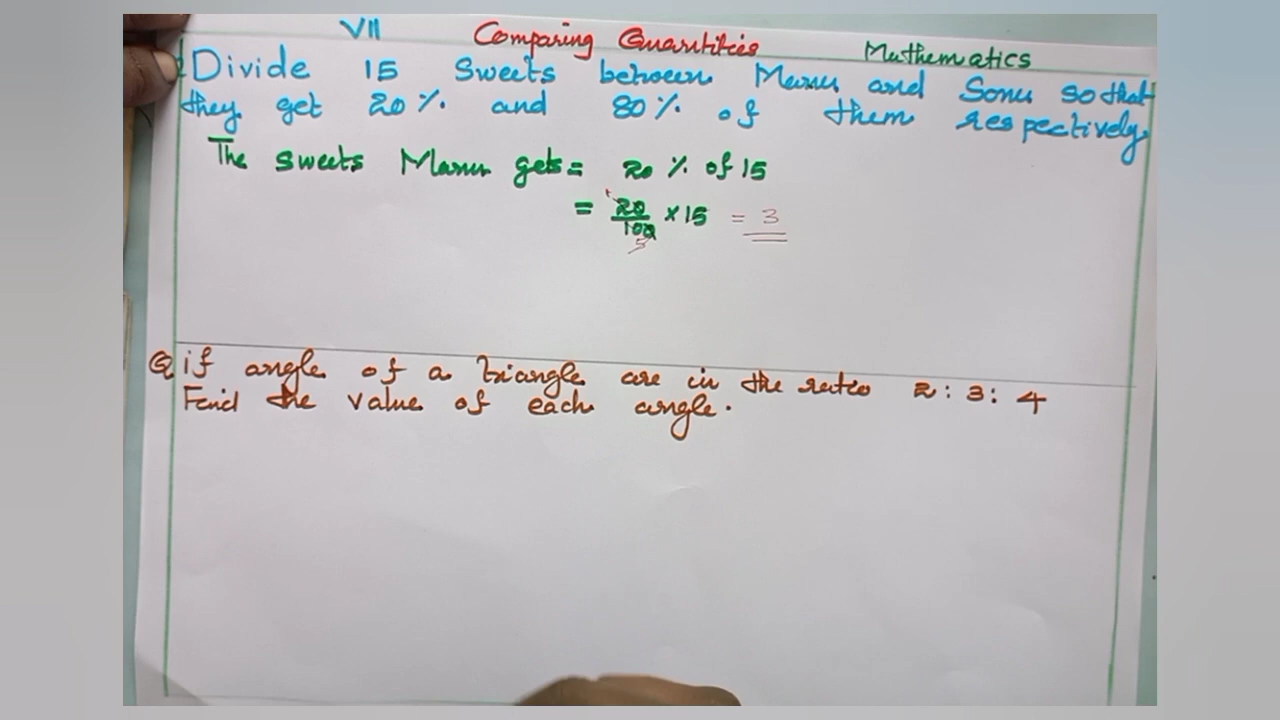 VII Comparing Quantities Mathematics
Divide 15 Sweets between Manu and Sonu so that
they get 20% and 80% of them respectively
The sweets Manu gets = 20 % of 15
= 20/100 × 15 = 3
5
Q if angle of a triangle are in the ratio 2 : 3 : 4
Find the value of each angle.